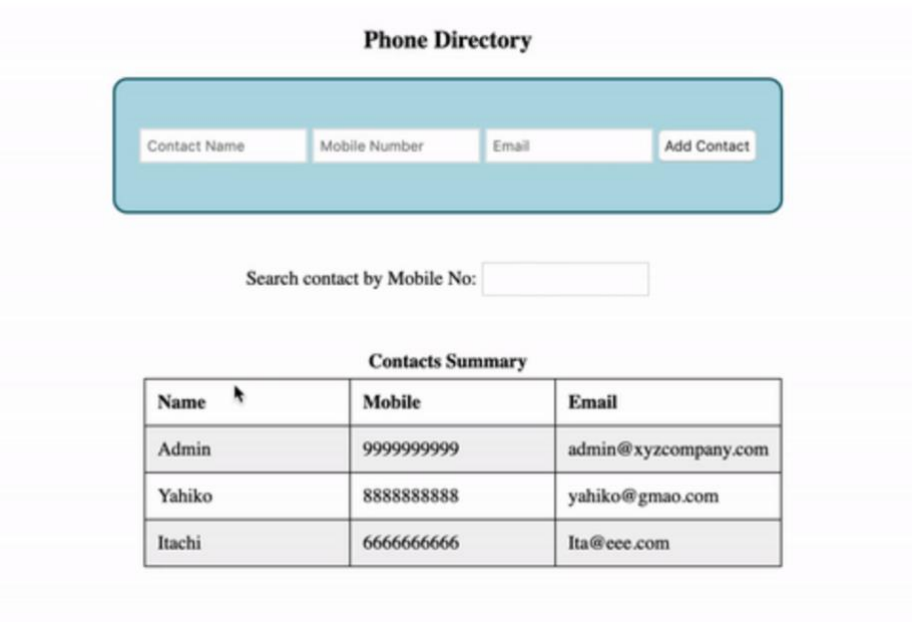 Phone Directory
Contact Name Mobile Number Email Add Contact
Search contact by Mobile No:
Contacts Summary
Name Mobile Email
Admin 9999999999 admin@xyzcompany.com
Yahiko 8888888888 yahiko@gmao.com
Itachi 6666666666 Ita@eee.com